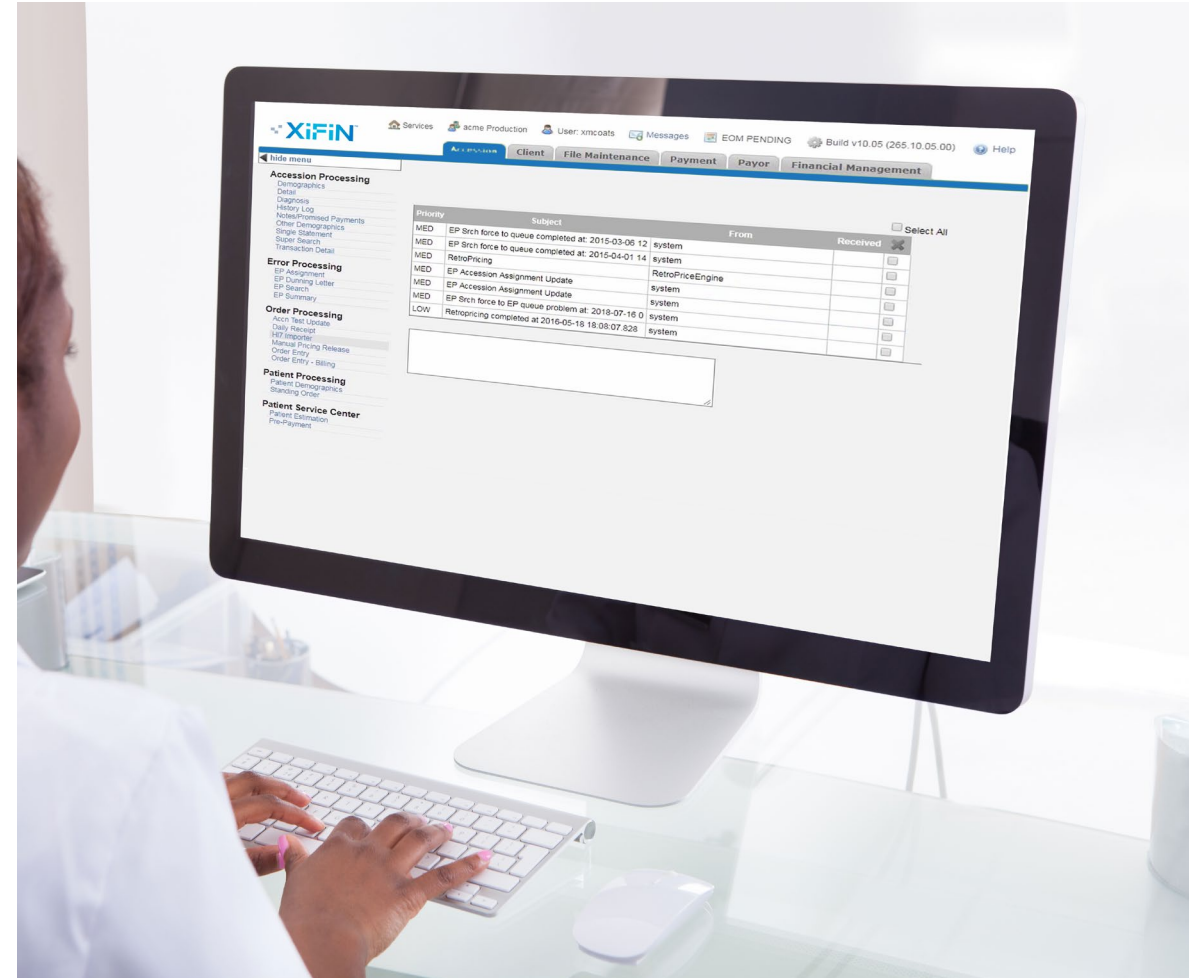 XiFiN
Services acme Production User: xmcoats Messages EOM PENDING Build v10.05 (265.10.05.00) Help
hide menu
Accession Client File Maintenance Payment Payor Financial Management
Accession Processing
Demographics
Detail
Diagnosis
History Log
Notes/Promised Payments
Other Demographics
Single Statement
Super Search
Transaction Detail
Error Processing
EP Assignment
EP Dunning Letter
EP Search
EP Summary
Order Processing
Accn Test Update
Daily Receipt
Hl7 Importer
Manual Pricing Release
Order Entry
Order Entry - Billing
Patient Processing
Patient Demographics
Standing Order
Patient Service Center
Patient Estimation
Pre-Payment
Select All
Priority Subject From Received
MED EP Srch force to queue completed at: 2015-03-06 12 system
MED EP Srch force to queue completed at: 2015-04-01 14 system
MED RetroPricing RetroPriceEngine
MED EP Accession Assignment Update system
MED EP Accession Assignment Update system
MED EP Srch force to EP queue problem at: 2018-07-16 0 system
LOW Retropricing completed at 2016-05-18 18:08:07.828 system